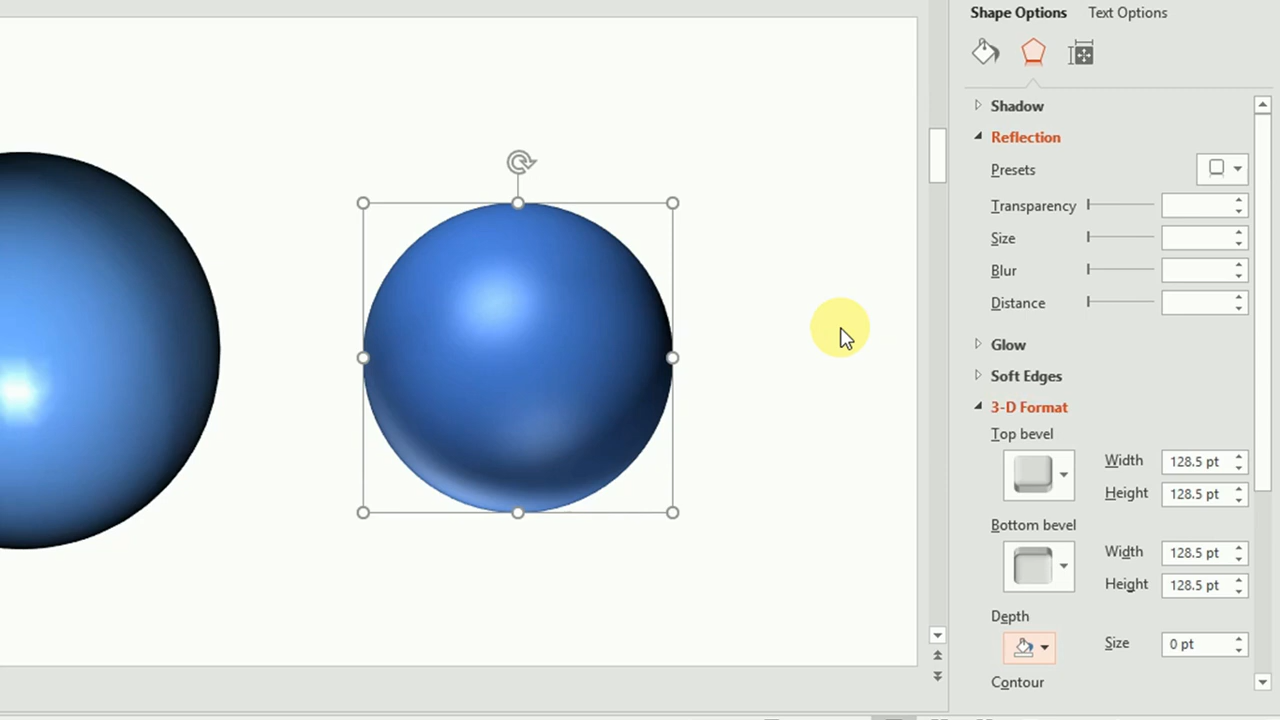 Shape Options Text Options
Shadow
Reflection
Presets
Transparency
Size
Blur
Distance
Glow
Soft Edges
3-D Format
Top bevel
Width 128.5 pt
Height 128.5 pt
Bottom bevel
Width 128.5 pt
Height 128.5 pt
Depth
Size 0 pt
Contour